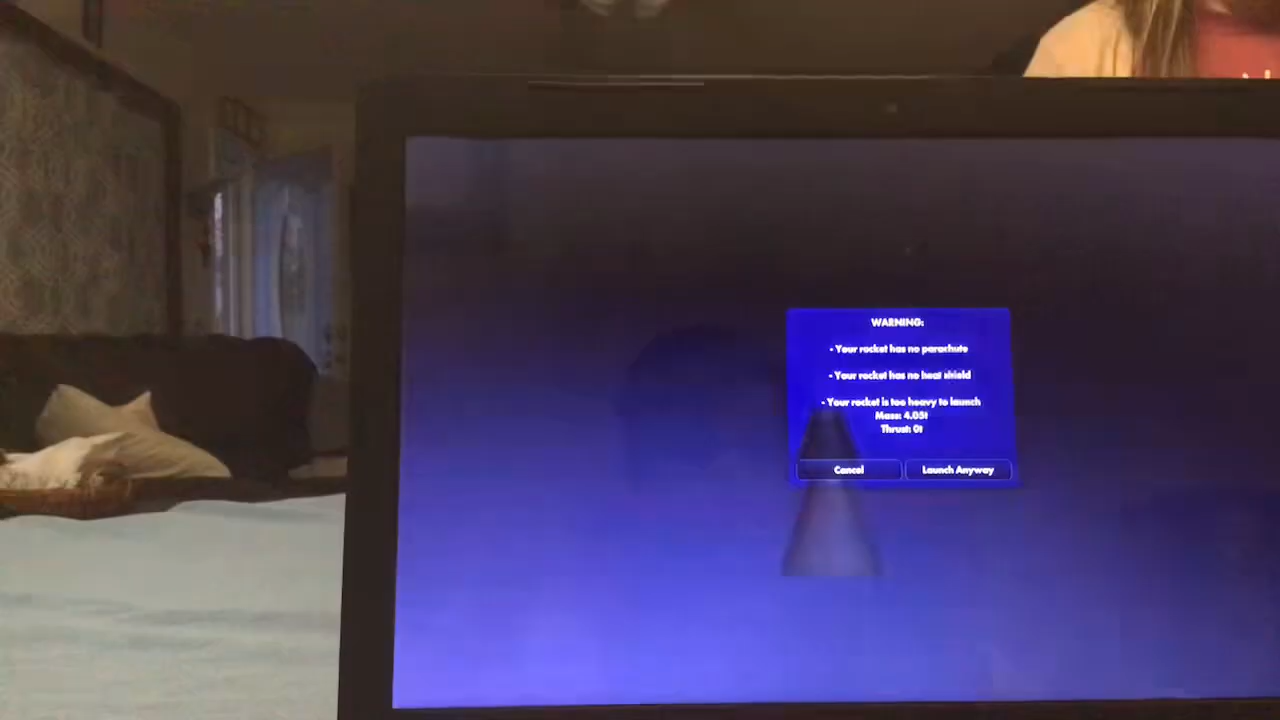 WARNING:
- Your rocket has no parachute
- Your rocket has no heat shield
- Your rocket is too heavy to launch
Mass: 4.05t
Thrust: 0t
Cancel
Launch Anyway